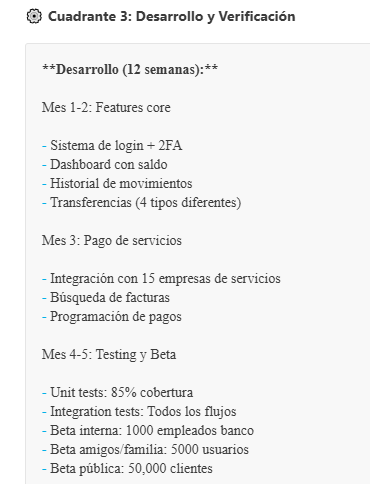 Cuadrante 3: Desarrollo y Verificación
**Desarrollo (12 semanas):**
Mes 1-2: Features core
- Sistema de login + 2FA
- Dashboard con saldo
- Historial de movimientos
- Transferencias (4 tipos diferentes)
Mes 3: Pago de servicios
- Integración con 15 empresas de servicios
- Búsqueda de facturas
- Programación de pagos
Mes 4-5: Testing y Beta
- Unit tests: 85% cobertura
- Integration tests: Todos los flujos
- Beta interna: 1000 empleados banco
- Beta amigos/familia: 5000 usuarios
- Beta pública: 50,000 clientes